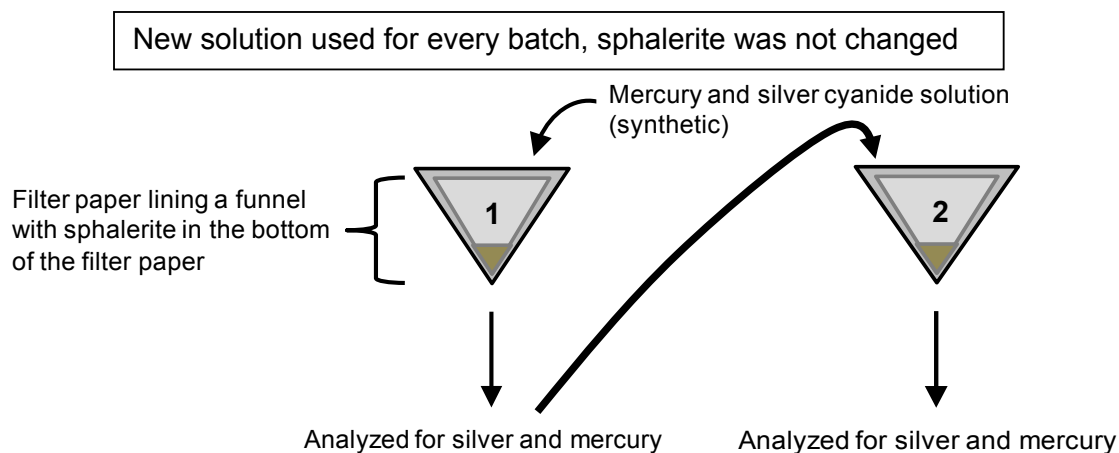 New solution used for every batch, sphalerite was not changed
Mercury and silver cyanide solution
(synthetic)
Filter paper lining a funnel
with sphalerite in the bottom
of the filter paper
1
2
Analyzed for silver and mercury
Analyzed for silver and mercury